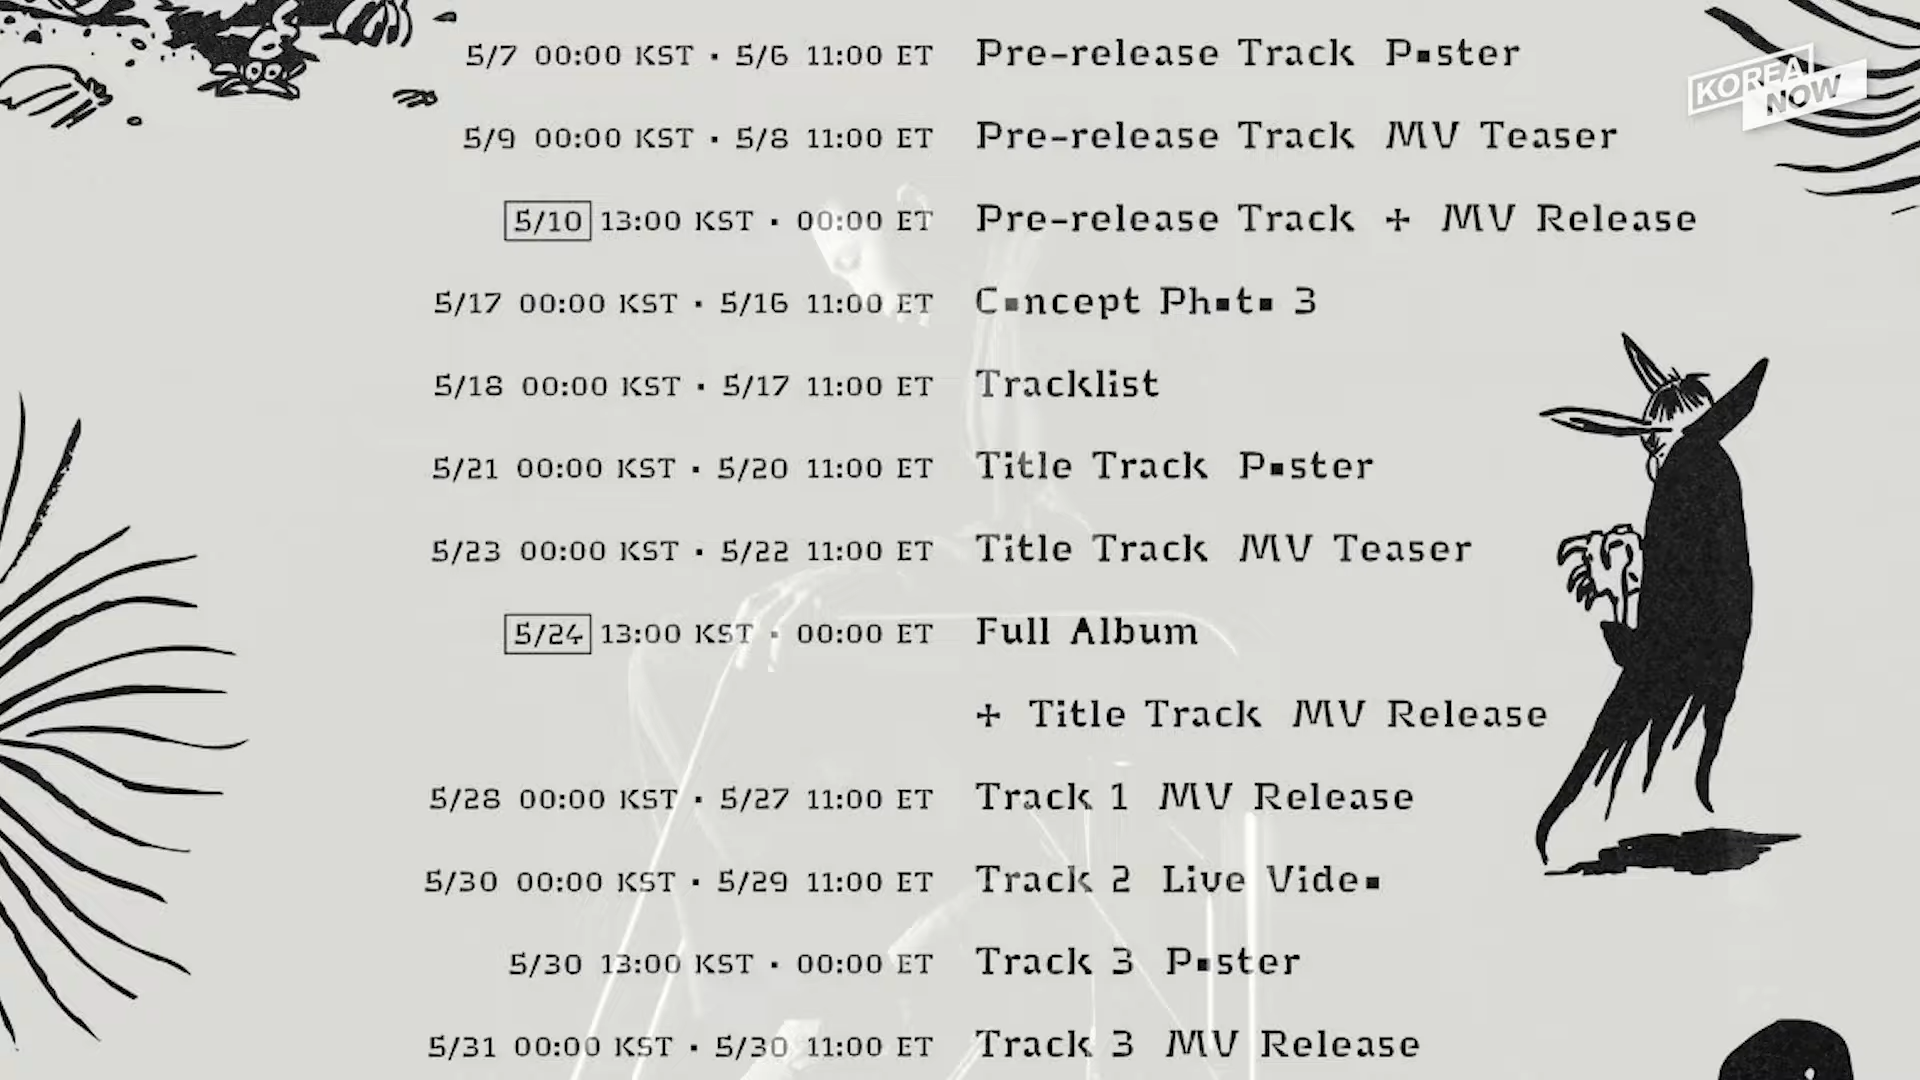 5/7 00:00 KST · 5/6 11:00 ET Pre-release Track P▪ster
KOREA
NOW
5/9 00:00 KST · 5/8 11:00 ET Pre-release Track MV Teaser
5/10 13:00 KST · 00:00 ET Pre-release Track + MV Release
5/17 00:00 KST · 5/16 11:00 ET C▪ncept Ph▪t▪ 3
5/18 00:00 KST · 5/17 11:00 ET Tracklist
5/21 00:00 KST · 5/20 11:00 ET Title Track P▪ster
5/23 00:00 KST · 5/22 11:00 ET Title Track MV Teaser
5/24 13:00 KST · 00:00 ET Full Album
+ Title Track MV Release
5/28 00:00 KST · 5/27 11:00 ET Track 1 MV Release
5/30 00:00 KST · 5/29 11:00 ET Track 2 Live Vide▪
5/30 13:00 KST · 00:00 ET Track 3 P▪ster
5/31 00:00 KST · 5/30 11:00 ET Track 3 MV Release